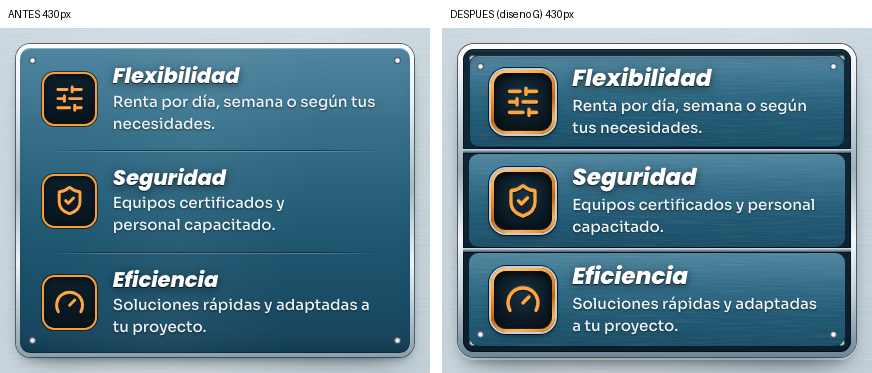 ANTES 430px
Flexibilidad
Renta por día, semana o según tus
necesidades.
Seguridad
Equipos certificados y
personal capacitado.
Eficiencia
Soluciones rápidas y adaptadas a
tu proyecto.
DESPUES (diseno G) 430px
Flexibilidad
Renta por día, semana o según
tus necesidades.
Seguridad
Equipos certificados y personal
capacitado.
Eficiencia
Soluciones rápidas y adaptadas
a tu proyecto.